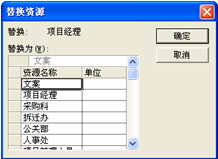 替换资源
替换: 项目经理
确定
取消
替换为(W):
文案
资源名称 单位
文案
项目经理
采购科
拆迁办
公关部
人事处